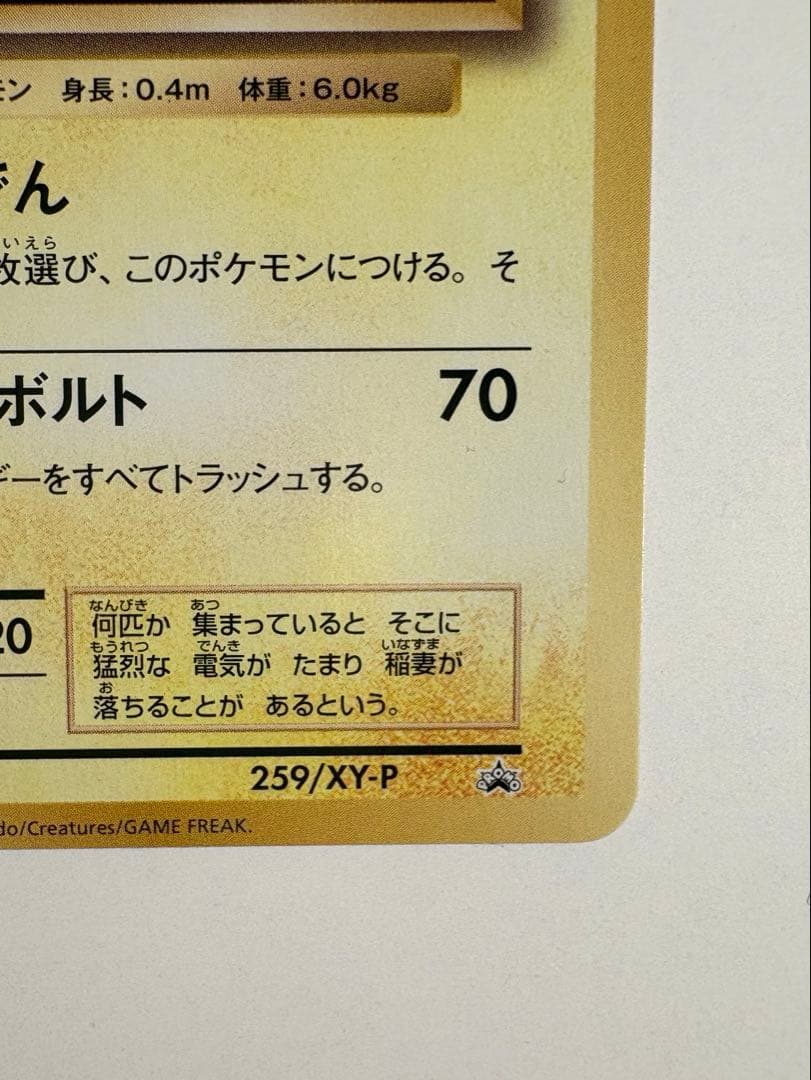 モン 身長:0.4m 体重:6.0kg
でん
いえら
枚選び、このポケモンにつける。そ
ボルト 70
ギーをすべてトラッシュする。
20
なんびき あつ
何匹か 集まっていると そこに
もうれつ でんき いなずま
猛烈な 電気が たまり 稲妻が
お
落ちることが あるという。
259/XY-P
do/Creatures/GAME FREAK.